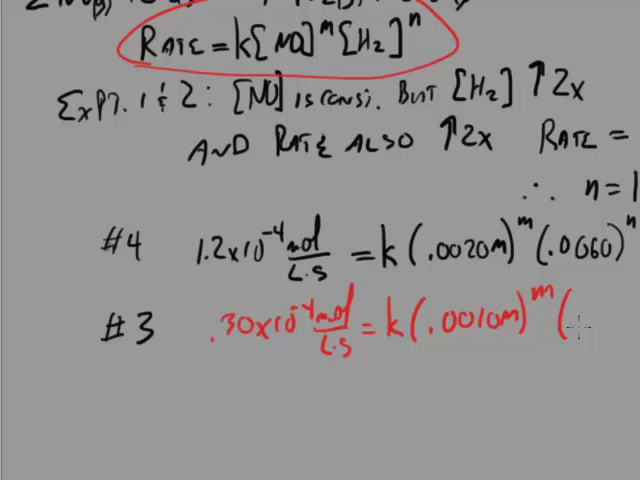 RATE = k[NO]^m[H₂]^n
EXPT. 1 & 2 : [NO] is const. BUT [H₂] ↑ 2x
AND RATE ALSO ↑2x RATE =
∴ n = 1
#4 1.2x10⁻⁴ mol/L·S = k(.0020M)^m(.0060)^n
#3 .30x10⁻⁴ mol/L·S = k(.0010M)^m(